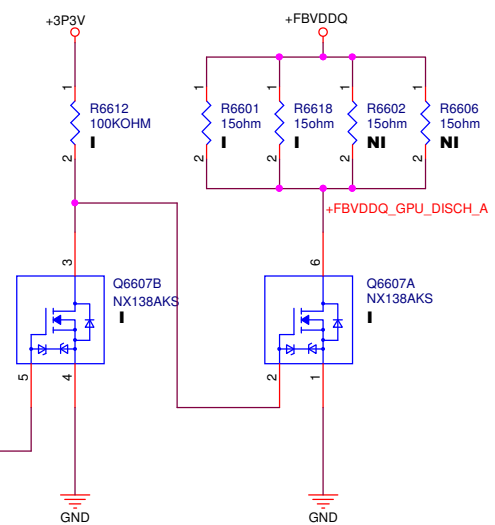 +3P3V
+FBVDDQ
1
R6612
100KOHM
I
2
1
R6601
15ohm
I
2
1
R6618
15ohm
I
2
1
R6602
15ohm
NI
2
1
R6606
15ohm
NI
2
+FBVDDQ_GPU_DISCH_A
3
Q6607B
NX138AKS
I
5
4
6
Q6607A
NX138AKS
I
2
1
GND
GND